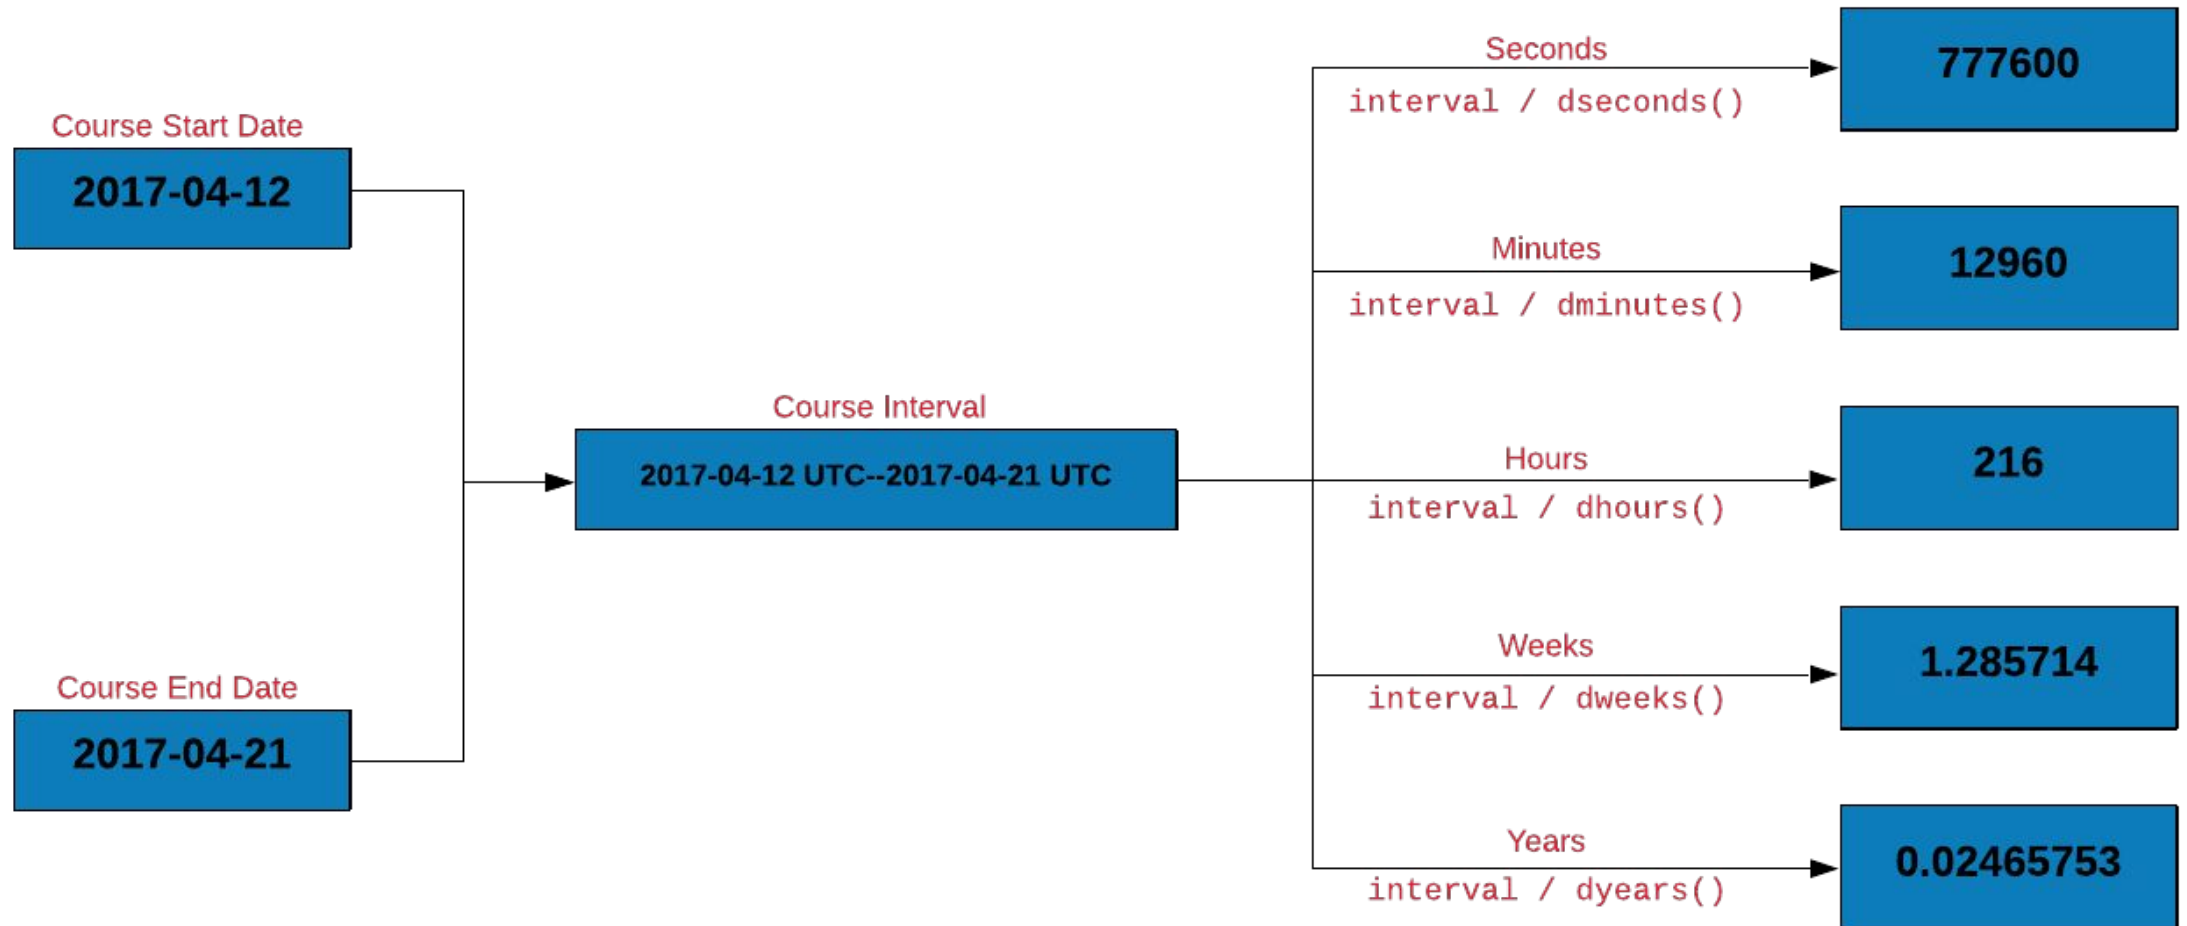 Course Start Date
2017-04-12
Course End Date
2017-04-21
Course Interval
2017-04-12 UTC--2017-04-21 UTC
Seconds
interval / dseconds()
777600
Minutes
interval / dminutes()
12960
Hours
interval / dhours()
216
Weeks
interval / dweeks()
1.285714
Years
interval / dyears()
0.02465753